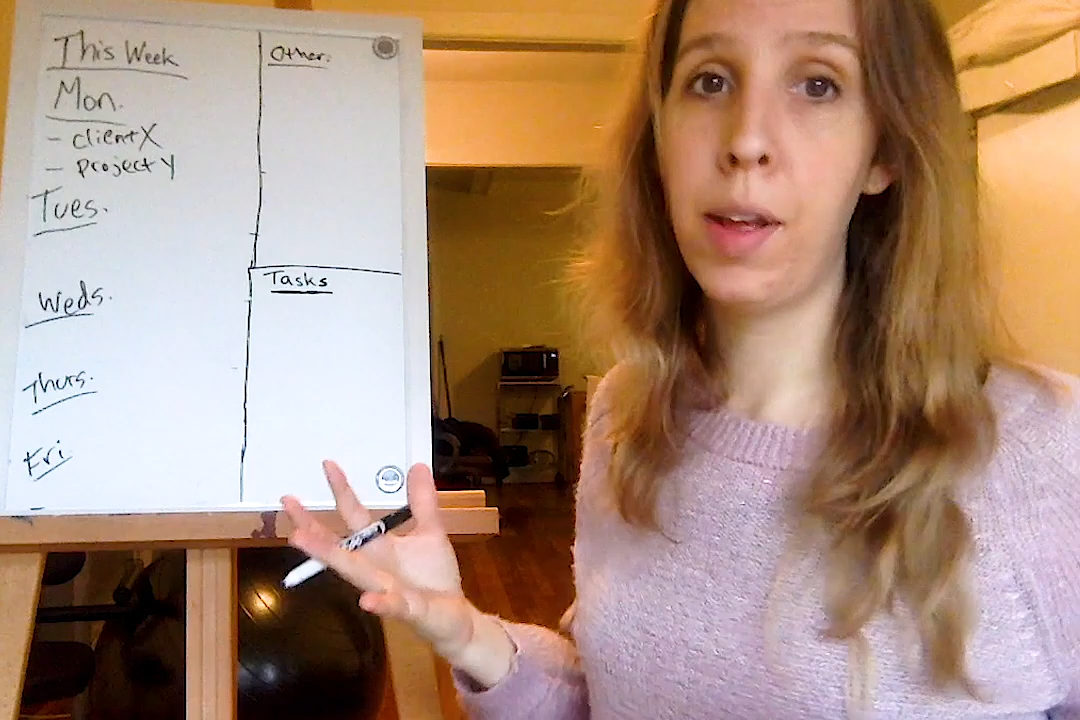 This Week
Mon.
- clientX
- project Y
Tues.
Weds.
Thurs.
Fri
Other:
Tasks